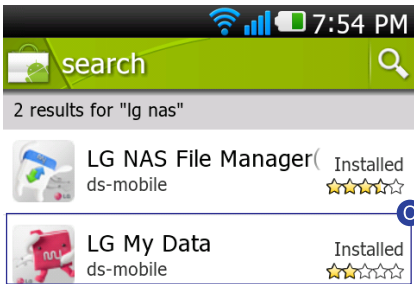 7:54 PM
search
2 results for "lg nas"
LG NAS File Manager(
Installed
ds-mobile
LG My Data
Installed
ds-mobile